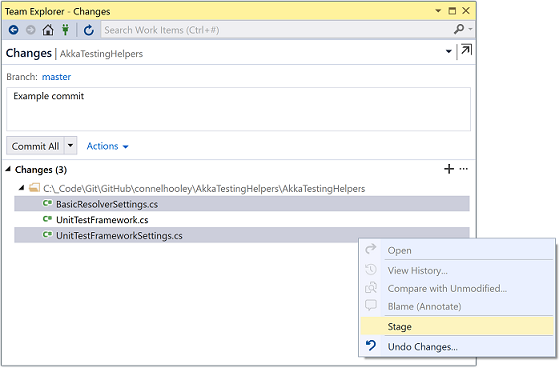 Team Explorer - Changes
Search Work Items (Ctrl+#)
Changes | AkkaTestingHelpers
Branch: master
Example commit
Commit All
Actions
Changes (3)
C:\_Code\Git\GitHub\connelhooley\AkkaTestingHelpers\AkkaTestingHelpers
C# BasicResolverSettings.cs
C# UnitTestFramework.cs
C# UnitTestFrameworkSettings.cs
Open
View History...
Compare with Unmodified...
Blame (Annotate)
Stage
Undo Changes...